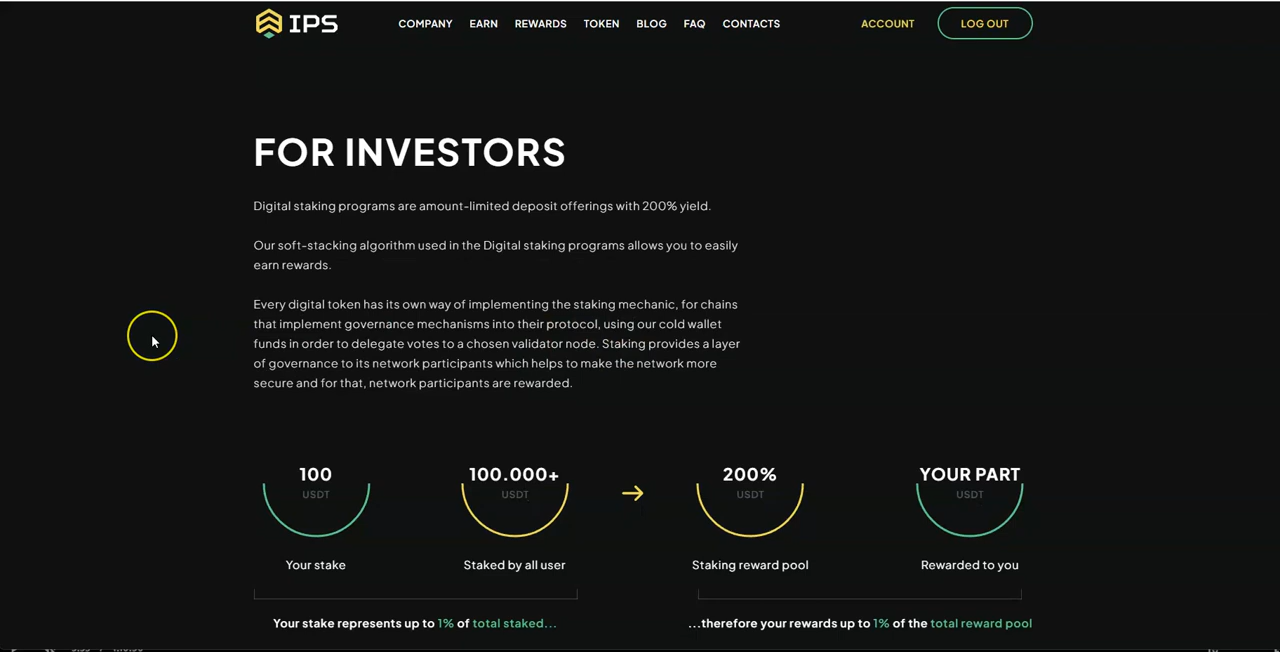 IPS
COMPANY EARN REWARDS TOKEN BLOG FAQ CONTACTS ACCOUNT LOG OUT
FOR INVESTORS
Digital staking programs are amount-limited deposit offerings with 200% yield.
Our soft-stacking algorithm used in the Digital staking programs allows you to easily
earn rewards.
Every digital token has its own way of implementing the staking mechanic, for chains
that implement governance mechanisms into their protocol, using our cold wallet
funds in order to delegate votes to a chosen validator node. Staking provides a layer
of governance to its network participants which helps to make the network more
secure and for that, network participants are rewarded.
100 100.000+ 200% YOUR PART
USDT USDT USDT USDT
Your stake Staked by all user Staking reward pool Rewarded to you
Your stake represents up to 1% of total staked... ...therefore your rewards up to 1% of the total reward pool